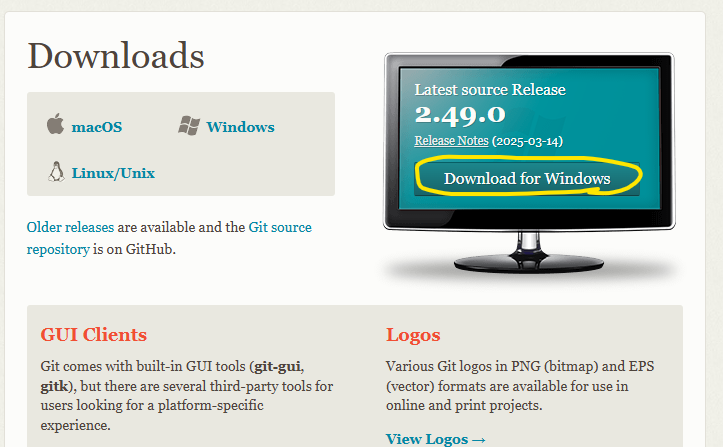 Downloads
macOS
Windows
Linux/Unix
Older releases are available and the Git source
repository is on GitHub.
Latest source Release
2.49.0
Release Notes (2025-03-14)
Download for Windows
GUI Clients
Git comes with built-in GUI tools (git-gui,
gitk), but there are several third-party tools for
users looking for a platform-specific
experience.
Logos
Various Git logos in PNG (bitmap) and EPS
(vector) formats are available for use in
online and print projects.
View Logos →